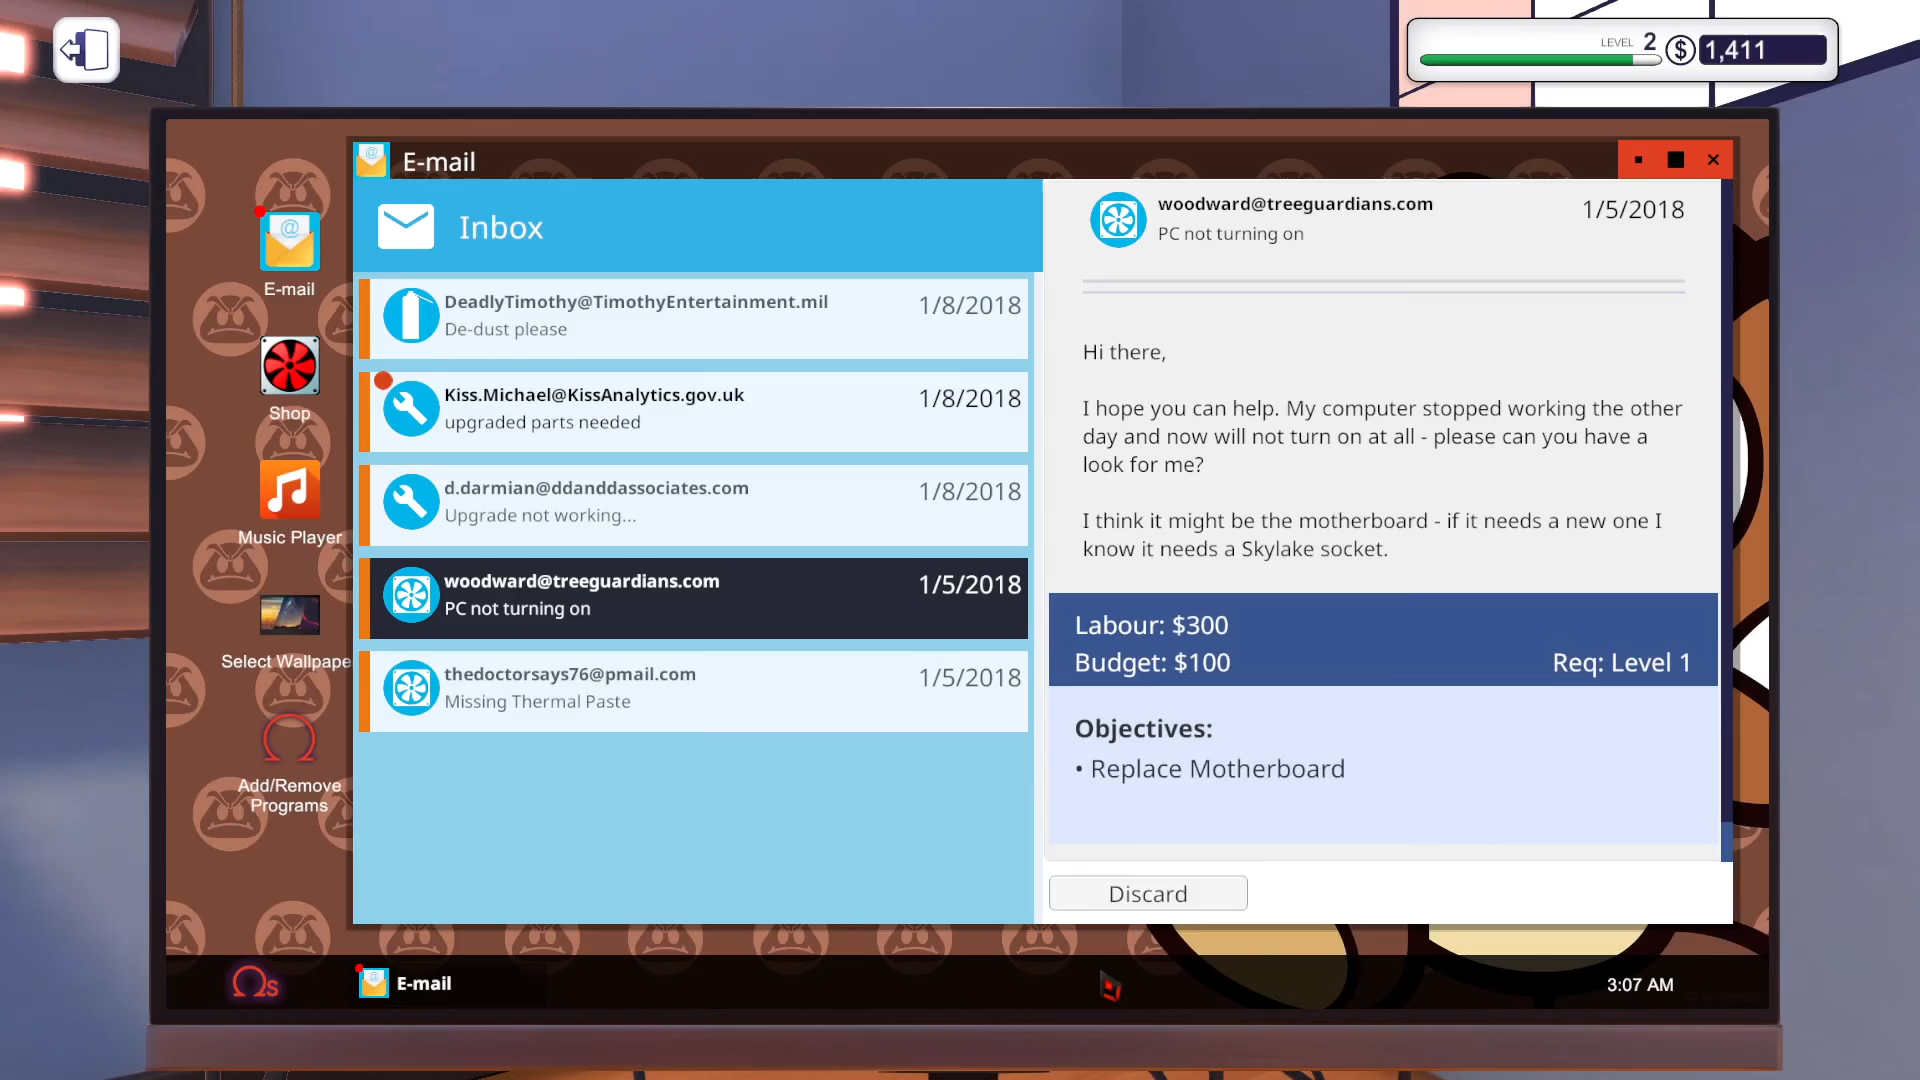 LEVEL 2 $ 1,411
E-mail
Inbox
DeadlyTimothy@TimothyEntertainment.mil 1/8/2018
De-dust please
Kiss.Michael@KissAnalytics.gov.uk 1/8/2018
upgraded parts needed
d.darmian@ddanddassociates.com 1/8/2018
Upgrade not working...
woodward@treeguardians.com 1/5/2018
PC not turning on
thedoctorsays76@pmail.com 1/5/2018
Missing Thermal Paste
woodward@treeguardians.com 1/5/2018
PC not turning on
Hi there,
I hope you can help. My computer stopped working the other
day and now will not turn on at all - please can you have a
look for me?
I think it might be the motherboard - if it needs a new one I
know it needs a Skylake socket.
Labour: $300
Budget: $100 Req: Level 1
Objectives:
• Replace Motherboard
Discard
E-mail
Shop
Music Player
Select Wallpape
Add/Remove
Programs
Ωs E-mail 3:07 AM